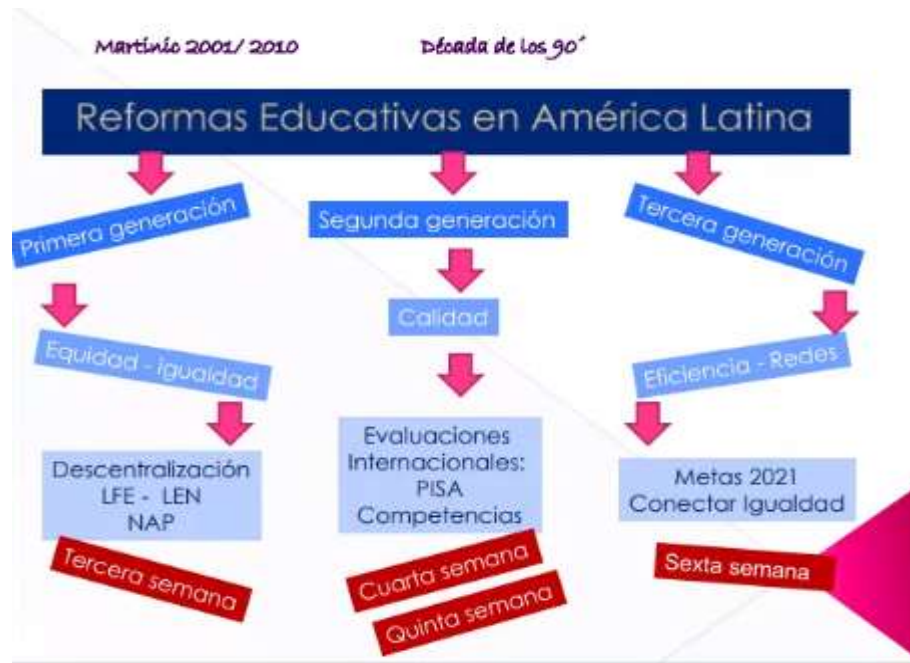 Martinic 2001/ 2010
Década de los 90´
Reformas Educativas en América Latina
Primera generación
Segunda generación
Tercera generación
Equidad - igualdad
Calidad
Eficiencia - Redes
Descentralización
LFE - LEN
NAP
Evaluaciones
Internacionales:
PISA
Competencias
Metas 2021
Conectar Igualdad
Tercera semana
Cuarta semana
Quinta semana
Sexta semana